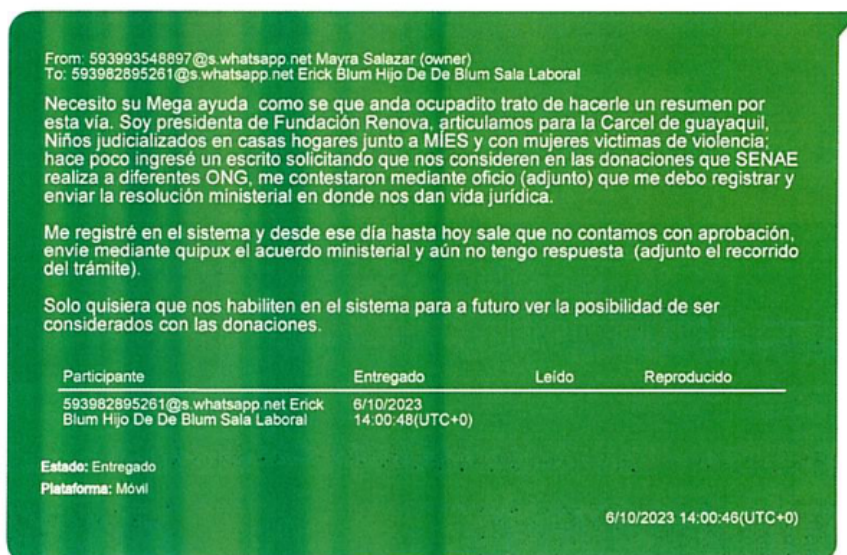 From: 593993548897@s.whatsapp.net Mayra Salazar (owner)
To: 593982895261@s.whatsapp.net Erick Blum Hijo De De Blum Sala Laboral
Necesito su Mega ayuda como se que anda ocupadito trato de hacerle un resumen por
esta vía. Soy presidenta de Fundación Renova, articulamos para la Carcel de guayaquil,
Niños judicializados en casas hogares junto a MIES y con mujeres victimas de violencia;
hace poco ingresé un escrito solicitando que nos consideren en las donaciones que SENAE
realiza a diferentes ONG, me contestaron mediante oficio (adjunto) que me debo registrar y
enviar la resolución ministerial en donde nos dan vida jurídica.
Me registré en el sistema y desde ese día hasta hoy sale que no contamos con aprobación,
envíe mediante quipux el acuerdo ministerial y aún no tengo respuesta (adjunto el recorrido
del trámite).
Solo quisiera que nos habiliten en el sistema para a futuro ver la posibilidad de ser
considerados con las donaciones.
Participante Entregado Leído Reproducido
593982895261@s.whatsapp.net Erick 6/10/2023
Blum Hijo De De Blum Sala Laboral 14:00:48(UTC+0)
Estado: Entregado
Plataforma: Móvil
6/10/2023 14:00:46(UTC+0)